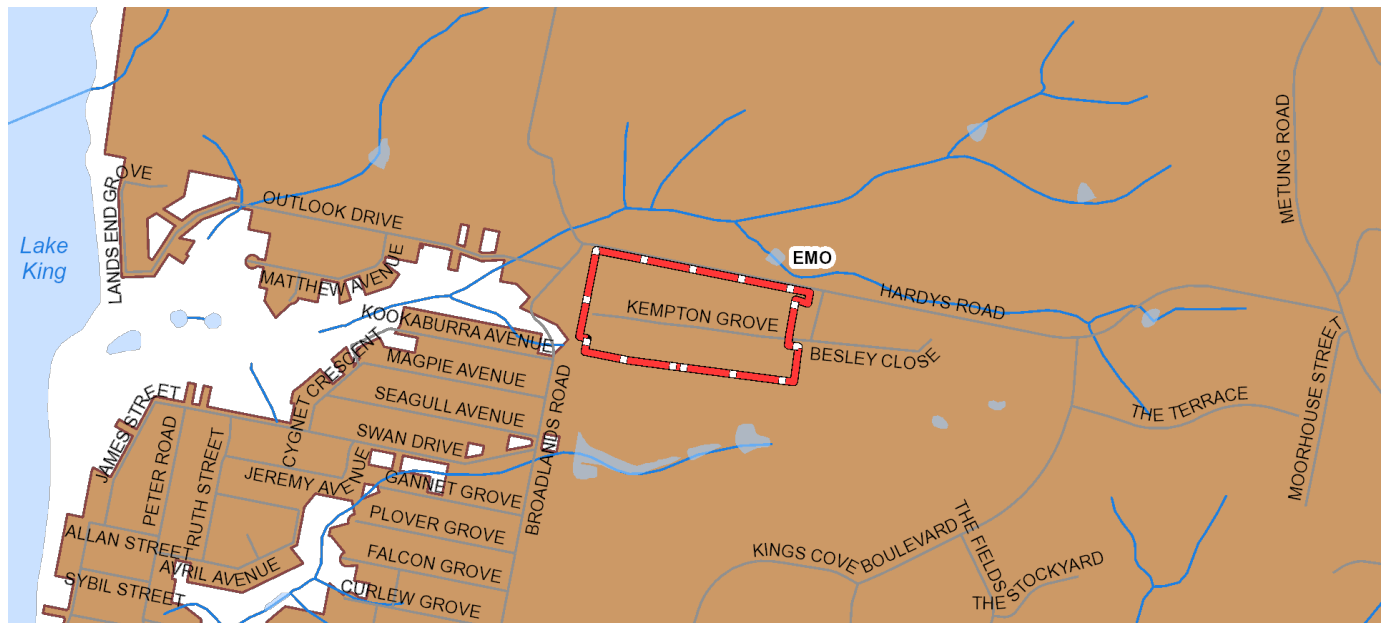 METUNG ROAD
LANDS END GROVE
OUTLOOK DRIVE
Lake
King
EMO
MATTHEW AVENUE
HARDYS ROAD
KEMPTON GROVE
KOOKABURRA AVENUE
BESLEY CLOSE
MAGPIE AVENUE
CYGNET CRESCENT
SEAGULL AVENUE
JAMES STREET
THE TERRACE
MOORHOUSE STREET
BROADLANDS ROAD
SWAN DRIVE
PETER ROAD
TRUTH STREET
JEREMY AVENUE
GANNET GROVE
PLOVER GROVE
ALLAN STREET
FALCON GROVE
KINGS COVE BOULEVARD
THE FIELDS
AVRIL AVENUE
SYBIL STREET
CURLEW GROVE
THE STOCKYARD